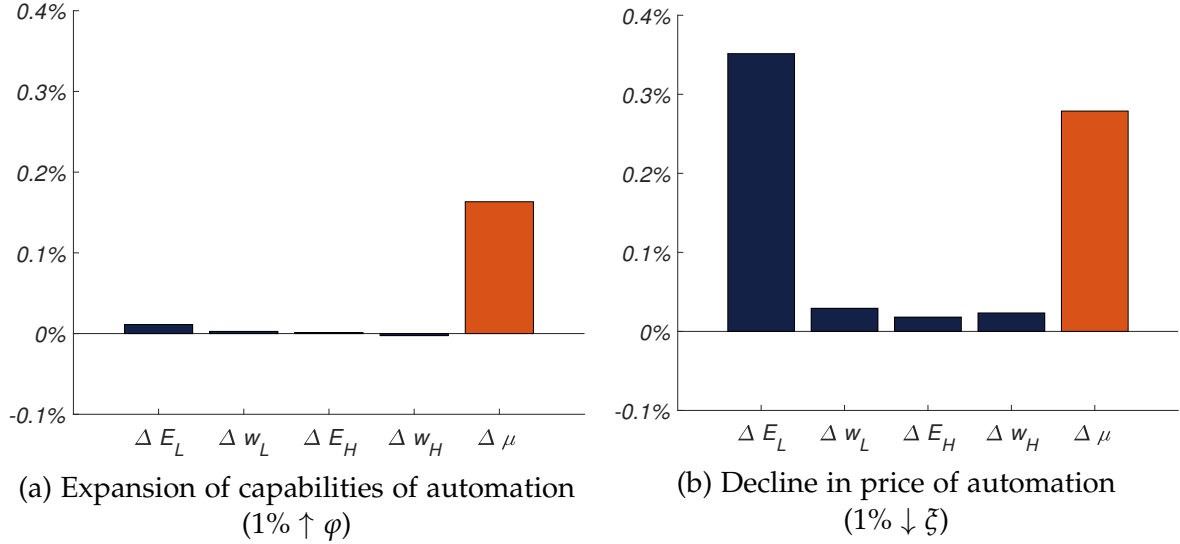 0.4%
0.3%
0.2%
0.1%
0%
-0.1%
Δ E_L Δ w_L Δ E_H Δ w_H Δ μ
(a) Expansion of capabilities of automation
(1% ↑ φ)
0.4%
0.3%
0.2%
0.1%
0%
-0.1%
Δ E_L Δ w_L Δ E_H Δ w_H Δ μ
(b) Decline in price of automation
(1% ↓ ξ)